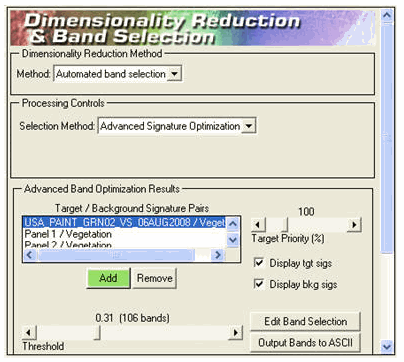 Dimensionality Reduction
& Band Selection
Dimensionality Reduction Method
Method: Automated band selection
Processing Controls
Selection Method: Advanced Signature Optimization
Advanced Band Optimization Results
Target / Background Signature Pairs
USA_PAINT_GRN02_VS_06AUG2008 / Veget
Panel 1 / Vegetation
Panel 2 / Vegetation
100
Target Priority (%)
Display tgt sigs
Display bkg sigs
Add
Remove
0.31 (106 bands)
Threshold
Edit Band Selection
Output Bands to ASCII